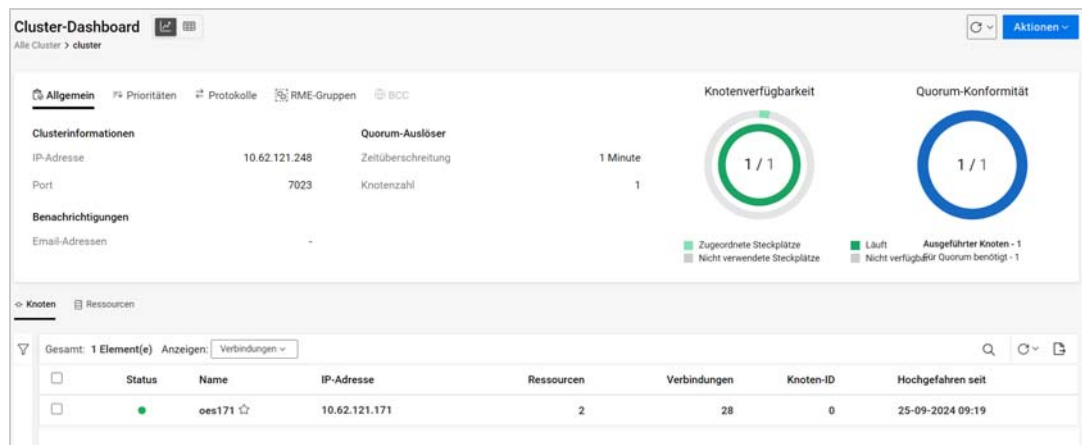 Cluster-Dashboard
Aktionen
Alle Cluster > cluster
Allgemein Prioritäten Protokolle RME-Gruppen BCC
Knotenverfügbarkeit
Quorum-Konformität
Clusterinformationen
Quorum-Auslöser
IP-Adresse 10.62.121.248
Zeitüberschreitung 1 Minute
Port 7023
Knotenzahl 1
1 / 1
1 / 1
Benachrichtigungen
Email-Adressen -
Zugeordnete Steckplätze
Nicht verwendete Steckplätze
Läuft
Nicht verfügbar
Ausgeführter Knoten - 1
Für Quorum benötigt - 1
Knoten Ressourcen
Gesamt: 1 Element(e) Anzeigen: Verbindungen
Status Name IP-Adresse Ressourcen Verbindungen Knoten-ID Hochgefahren seit
oes171 10.62.121.171 2 28 0 25-09-2024 09:19